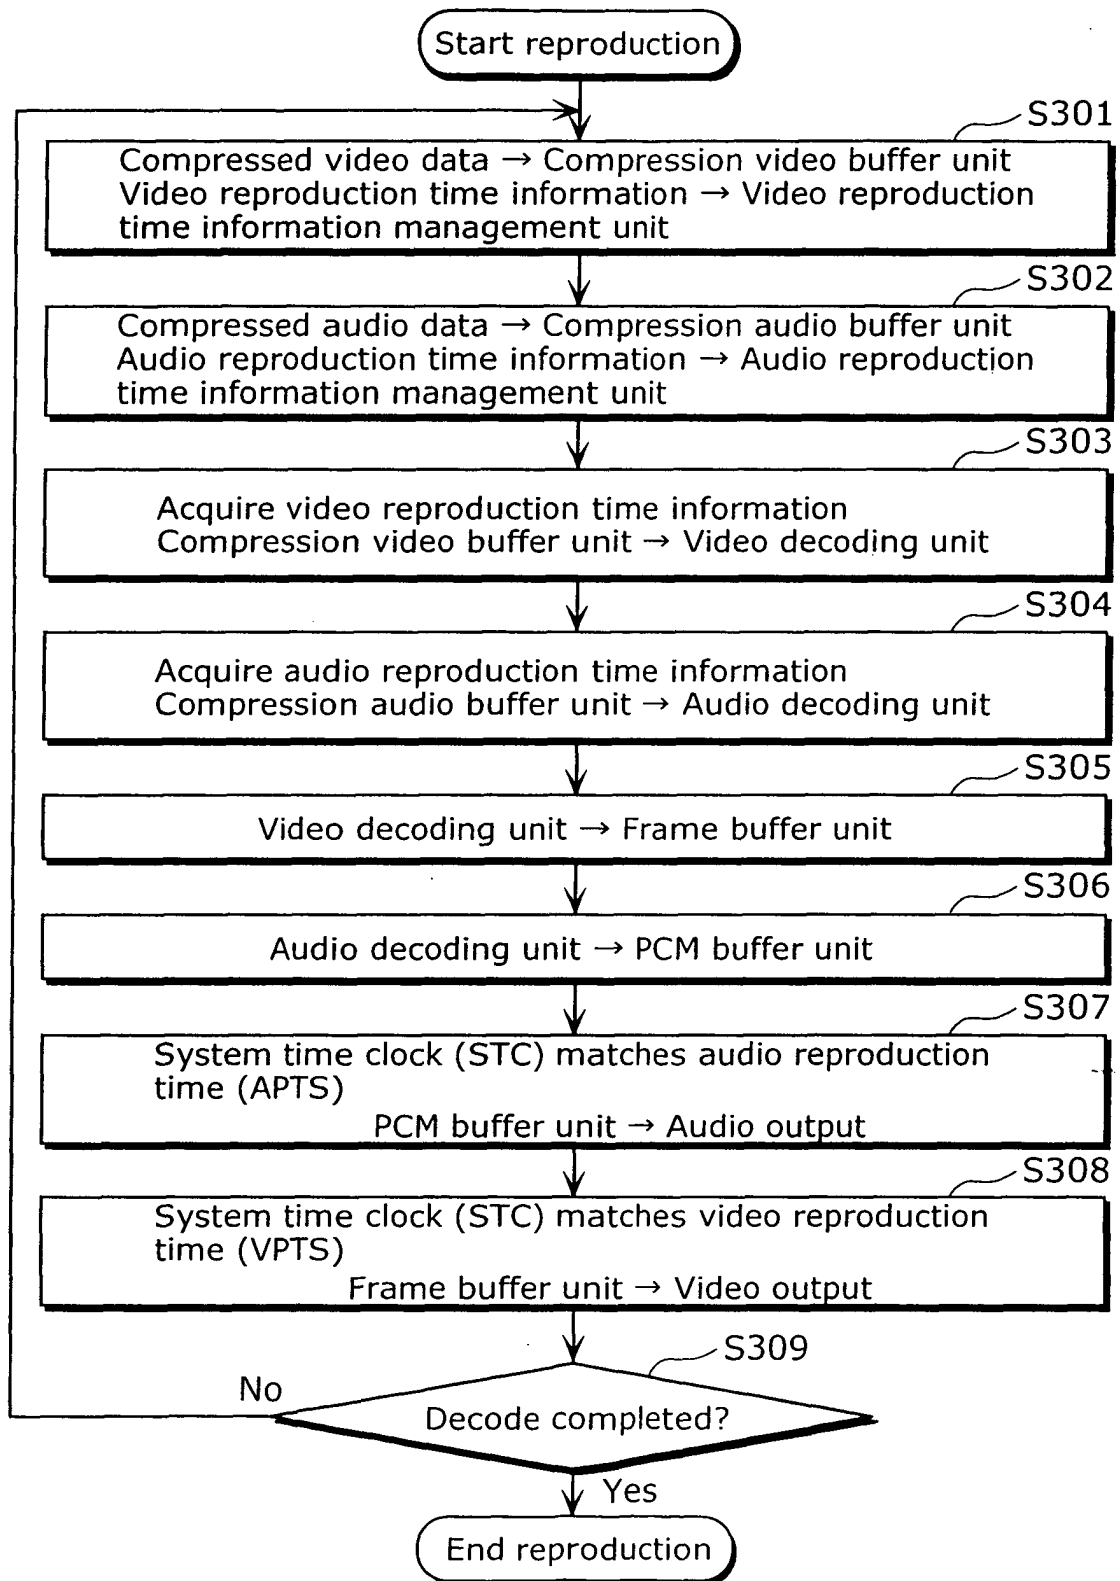 Start reproduction
S301
Compressed video data → Compression video buffer unit
Video reproduction time information → Video reproduction
time information management unit
S302
Compressed audio data → Compression audio buffer unit
Audio reproduction time information → Audio reproduction
time information management unit
S303
Acquire video reproduction time information
Compression video buffer unit → Video decoding unit
S304
Acquire audio reproduction time information
Compression audio buffer unit → Audio decoding unit
S305
Video decoding unit → Frame buffer unit
S306
Audio decoding unit → PCM buffer unit
S307
System time clock (STC) matches audio reproduction
time (APTS)
PCM buffer unit → Audio output
S308
System time clock (STC) matches video reproduction
time (VPTS)
Frame buffer unit → Video output
S309
No
Decode completed?
Yes
End reproduction